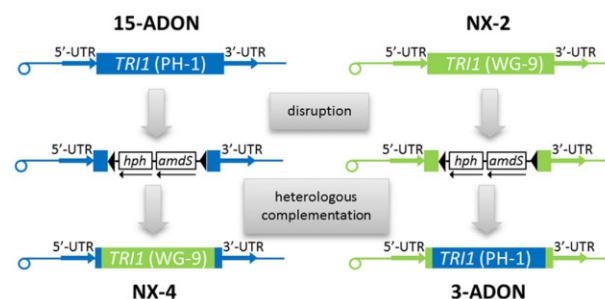 15-ADON NX-2
5’-UTR 3’-UTR 5’-UTR 3’-UTR
TRI1 (PH-1) TRI1 (WG-9)
disruption
5’-UTR 3’-UTR 5’-UTR 3’-UTR
hph amdS hph amdS
heterologous
complementation
5’-UTR 3’-UTR 5’-UTR 3’-UTR
TRI1 (WG-9) TRI1 (PH-1)
NX-4 3-ADON